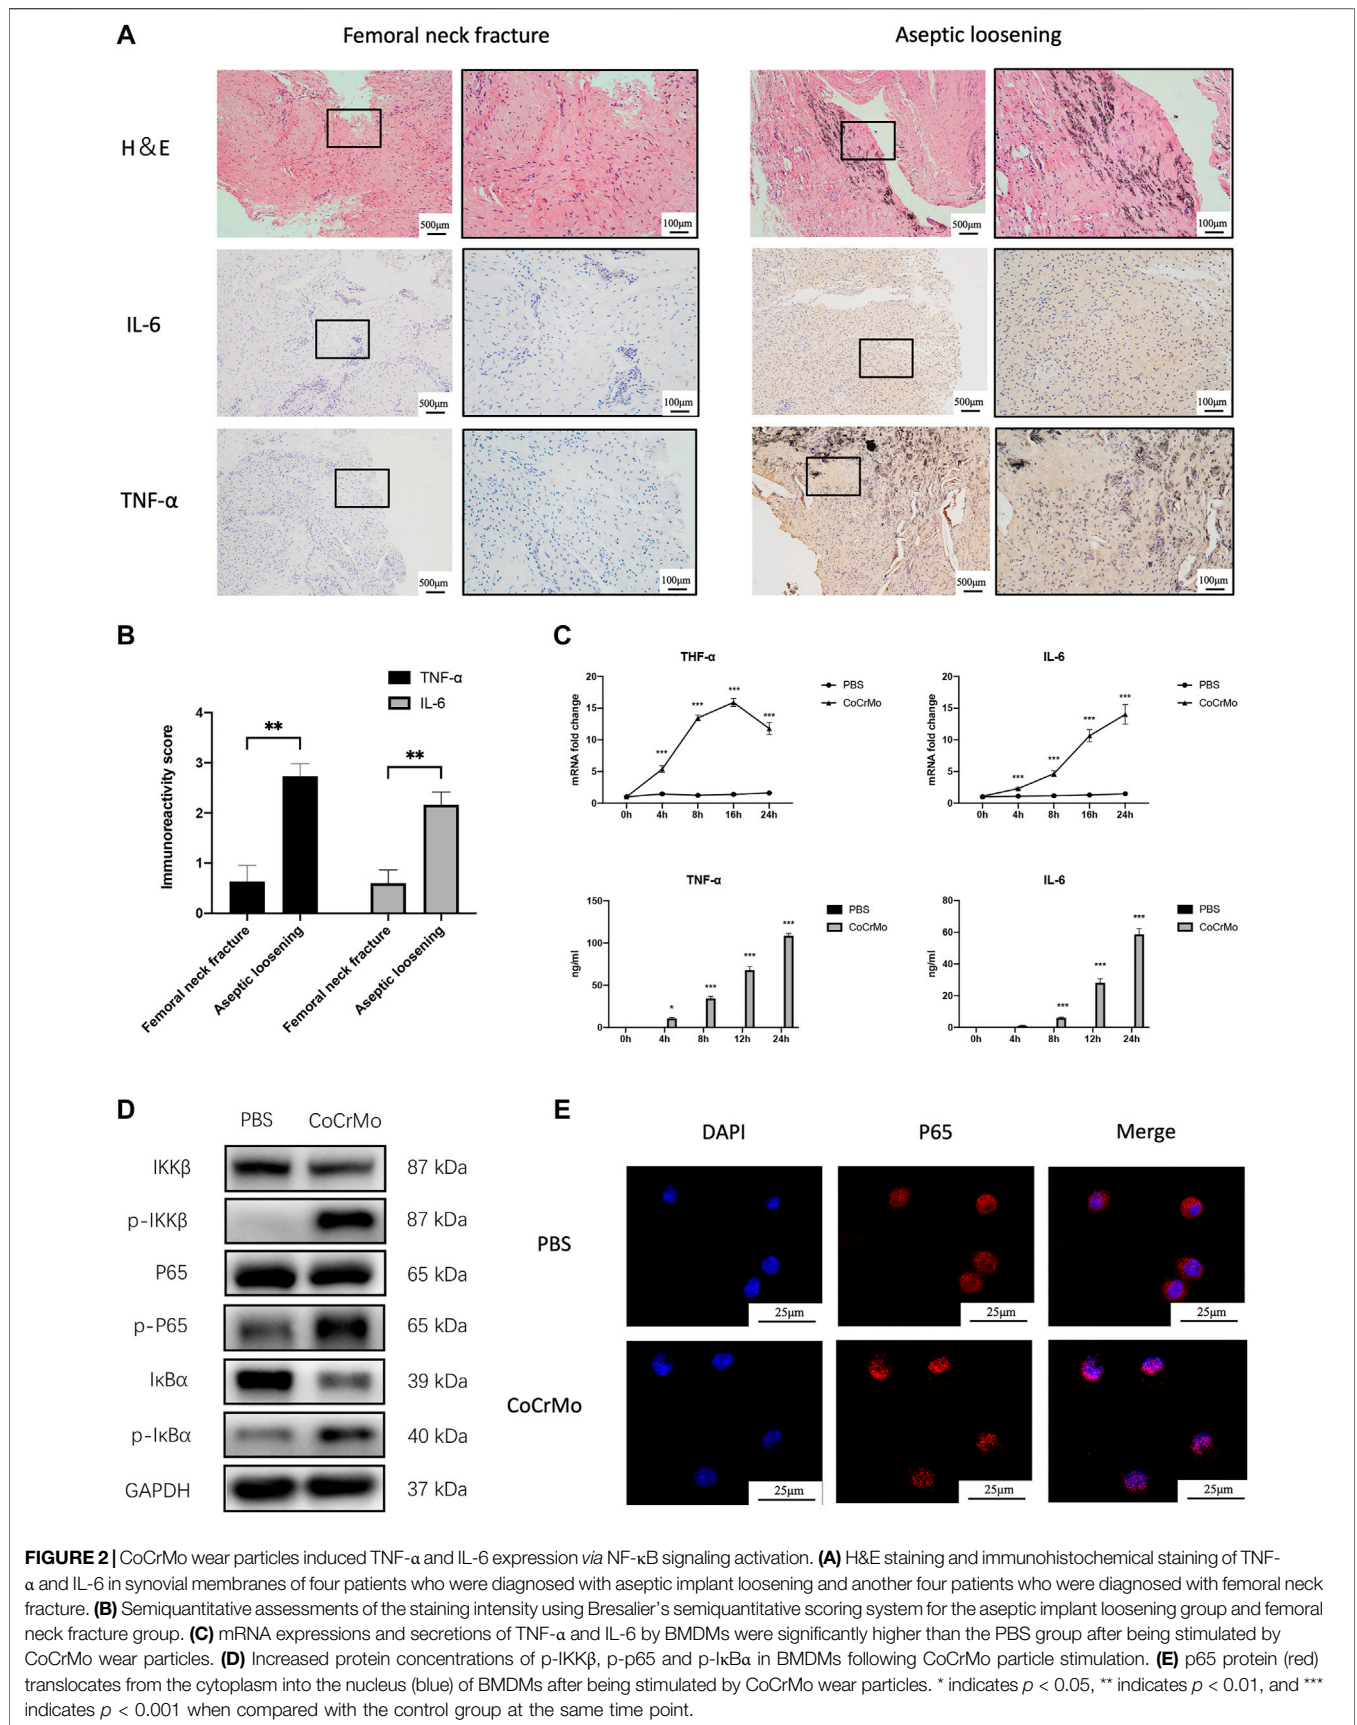 A
Femoral neck fracture
Aseptic loosening
H&E
500μm
100μm
500μm
100μm
IL-6
500μm
100μm
500μm
100μm
TNF-α
500μm
100μm
500μm
100μm
B
TNF-α
IL-6
Immunoreactivity score
4
3
2
1
0
**
**
Femoral neck fracture
Aseptic loosening
Femoral neck fracture
Aseptic loosening
C
THF-α
mRNA fold change
20
15
10
5
0
***
***
***
***
0h 4h 8h 16h 24h
PBS
CoCrMo
IL-6
mRNA fold change
20
15
10
5
0
***
***
***
***
0h 4h 8h 16h 24h
PBS
CoCrMo
TNF-α
ng/ml
150
100
50
0
*
***
***
***
0h 4h 8h 12h 24h
PBS
CoCrMo
IL-6
ng/ml
80
60
40
20
0
***
***
***
0h 4h 8h 12h 24h
PBS
CoCrMo
D
PBS CoCrMo
IKKβ 87 kDa
p-IKKβ 87 kDa
P65 65 kDa
p-P65 65 kDa
IκBα 39 kDa
p-IκBα 40 kDa
GAPDH 37 kDa
E
DAPI P65 Merge
PBS
25μm
25μm
25μm
CoCrMo
25μm
25μm
25μm
FIGURE 2 | CoCrMo wear particles induced TNF-α and IL-6 expression via NF-κB signaling activation. (A) H&E staining and immunohistochemical staining of TNF-
α and IL-6 in synovial membranes of four patients who were diagnosed with aseptic implant loosening and another four patients who were diagnosed with femoral neck
fracture. (B) Semiquantitative assessments of the staining intensity using Bresalier's semiquantitative scoring system for the aseptic implant loosening group and femoral
neck fracture group. (C) mRNA expressions and secretions of TNF-α and IL-6 by BMDMs were significantly higher than the PBS group after being stimulated by
CoCrMo wear particles. (D) Increased protein concentrations of p-IKKβ, p-p65 and p-IκBα in BMDMs following CoCrMo particle stimulation. (E) p65 protein (red)
translocates from the cytoplasm into the nucleus (blue) of BMDMs after being stimulated by CoCrMo wear particles. * indicates p < 0.05, ** indicates p < 0.01, and ***
indicates p < 0.001 when compared with the control group at the same time point.